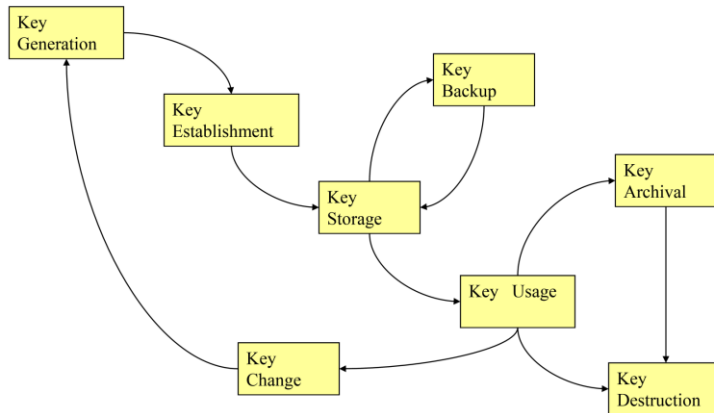 Key
Generation
Key
Establishment
Key
Backup
Key
Storage
Key
Archival
Key Usage
Key
Change
Key
Destruction